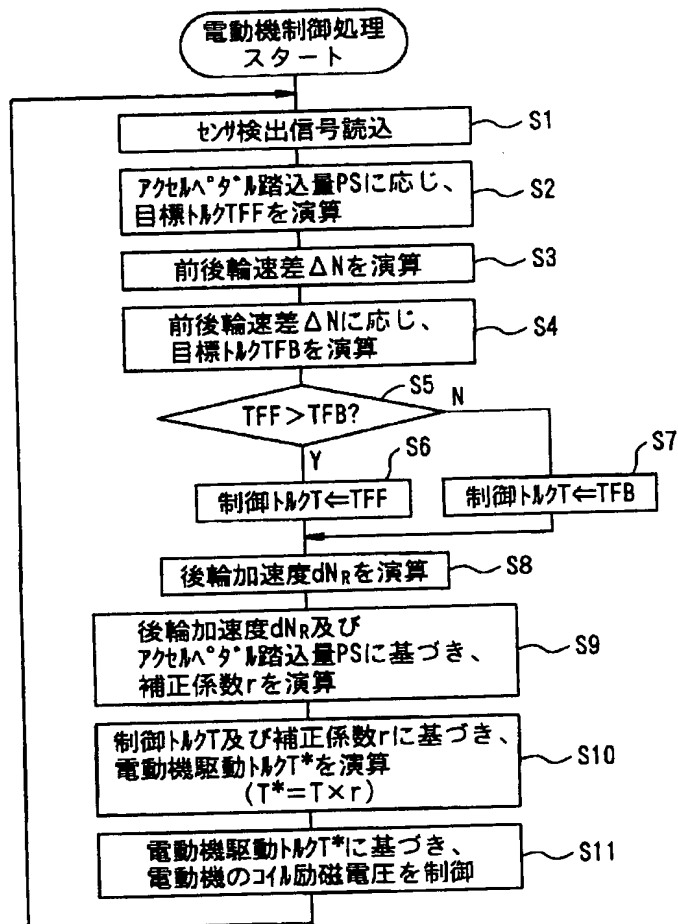 電動機制御処理
スタート
センサ検出信号読込
S1
アクセルペダル踏込量PSに応じ、
目標トルクTFFを演算
S2
前後輪速差ΔNを演算
S3
前後輪速差ΔNに応じ、
目標トルクTFBを演算
S4
TFF>TFB?
S5
N
Y
S6
制御トルクT⇐TFF
S7
制御トルクT⇐TFB
後輪加速度dNRを演算
S8
後輪加速度dNR及び
アクセルペダル踏込量PSに基づき、
補正係数rを演算
S9
制御トルクT及び補正係数rに基づき、
電動機駆動トルクT*を演算
(T*=T×r)
S10
電動機駆動トルクT*に基づき、
電動機のコイル励磁電圧を制御
S11